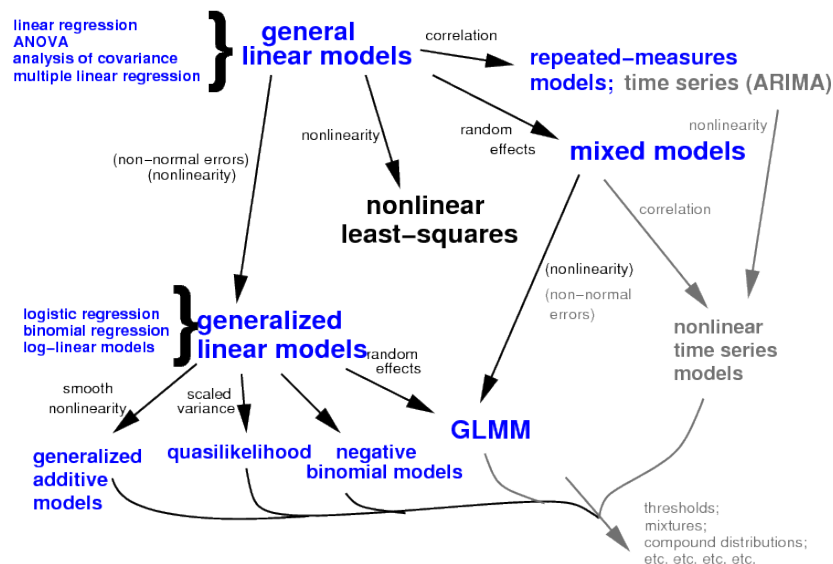 linear regression
ANOVA
analysis of covariance
multiple linear regression
general
linear models
correlation
repeated−measures
models; time series (ARIMA)
nonlinearity
random
effects
nonlinearity
mixed models
(non−normal errors)
(nonlinearity)
nonlinear
least−squares
correlation
(nonlinearity)
(non−normal
errors)
logistic regression
binomial regression
log−linear models
generalized
linear models
nonlinear
time series
models
random
effects
smooth
nonlinearity
scaled
variance
GLMM
generalized
additive
models
quasilikelihood
negative
binomial models
thresholds;
mixtures;
compound distributions;
etc. etc. etc. etc.